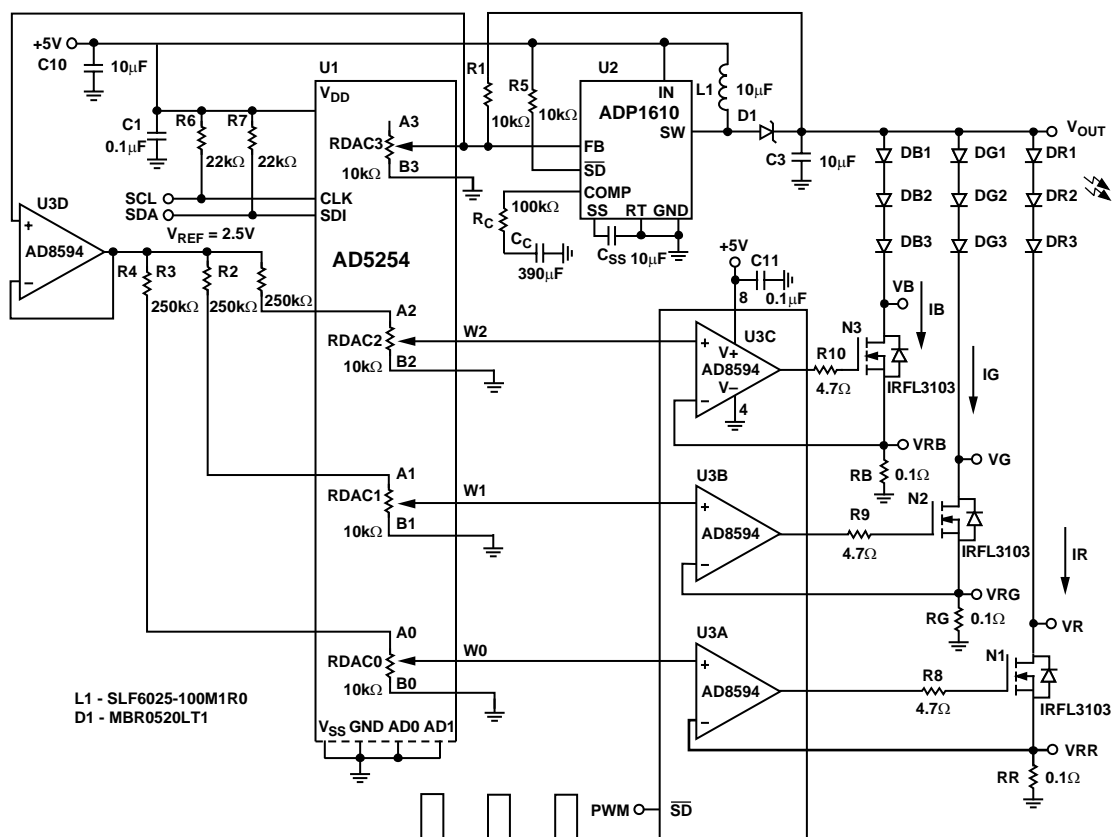 +5V
C10
10µF
U1
R1
R5
U2
IN
L1
10µF
V_DD
ADP1610
A3
C1
0.1µF
R6
R7
10kΩ
10kΩ
SW
D1
V_OUT
RDAC3
FB
C3
10µF
DB1
DG1
DR1
22kΩ
22kΩ
10kΩ
B3
S̅D̅
SCL
CLK
COMP
DB2
DG2
DR2
U3D
SDA
SDI
100kΩ
SS
RT
GND
+
V_REF = 2.5V
R_C
AD8594
AD5254
C_C
C_SS
10µF
+5V
DB3
DG3
DR3
R4
R3
R2
390µF
C11
−
250kΩ
250kΩ
250kΩ
8
0.1µF
VB
IB
A2
W2
U3C
N3
RDAC2
+
V+
R10
IG
10kΩ
B2
AD8594
V−
4.7Ω
IRFL3103
−
4
VRB
VG
A1
U3B
RB
0.1Ω
RDAC1
W1
+
N2
10kΩ
B1
AD8594
R9
4.7Ω
IRFL3103
IR
−
VRG
A0
RG
0.1Ω
VR
RDAC0
W0
U3A
+
N1
10kΩ
B0
AD8594
R8
L1 - SLF6025-100M1R0
4.7Ω
IRFL3103
D1 - MBR0520LT1
−
V_SS
GND
AD0
AD1
VRR
RR
0.1Ω
PWM
S̅D̅